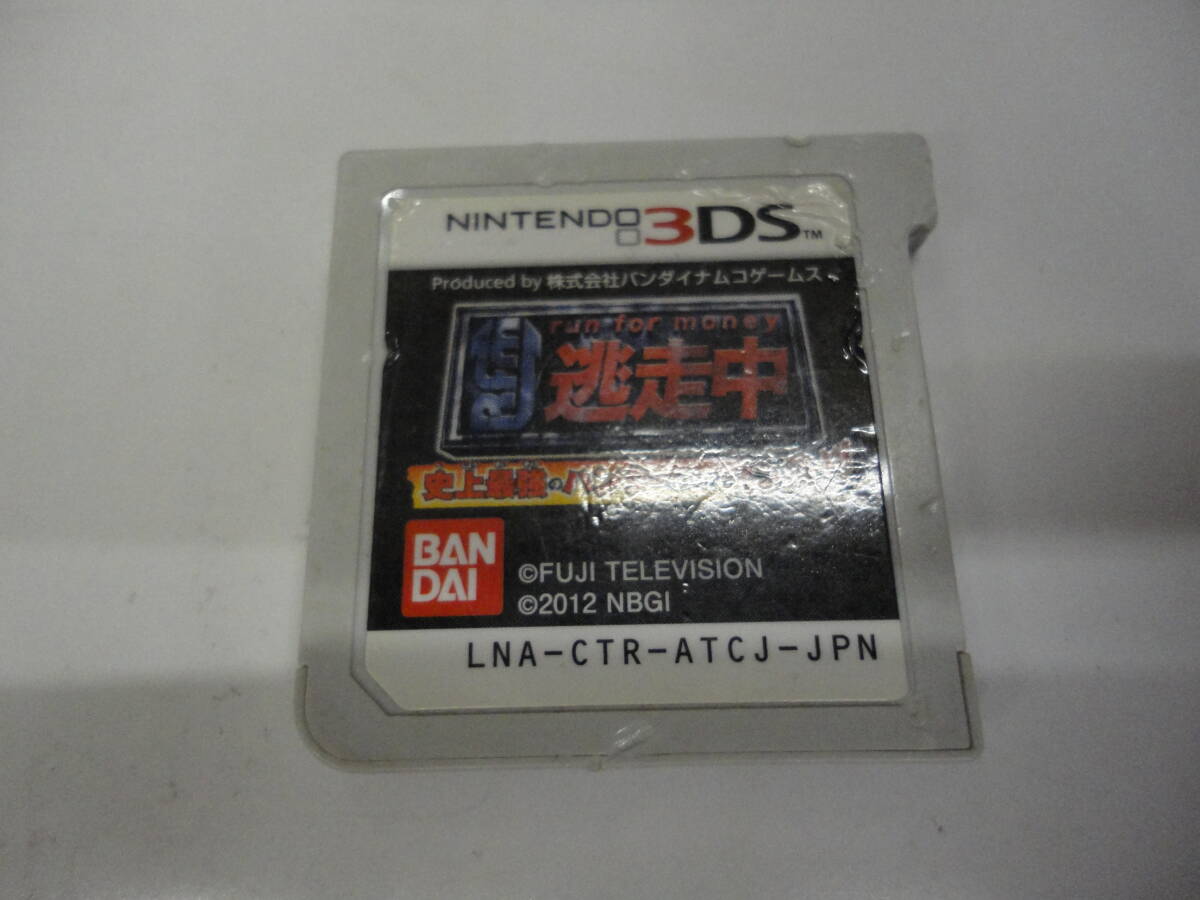 NINTENDO 3DS™
Produced by 株式会社バンダイナムコゲームス
run for money
逃走中
史上最強のハ
BAN
DAI
©FUJI TELEVISION
©2012 NBGI
LNA-CTR-ATCJ-JPN